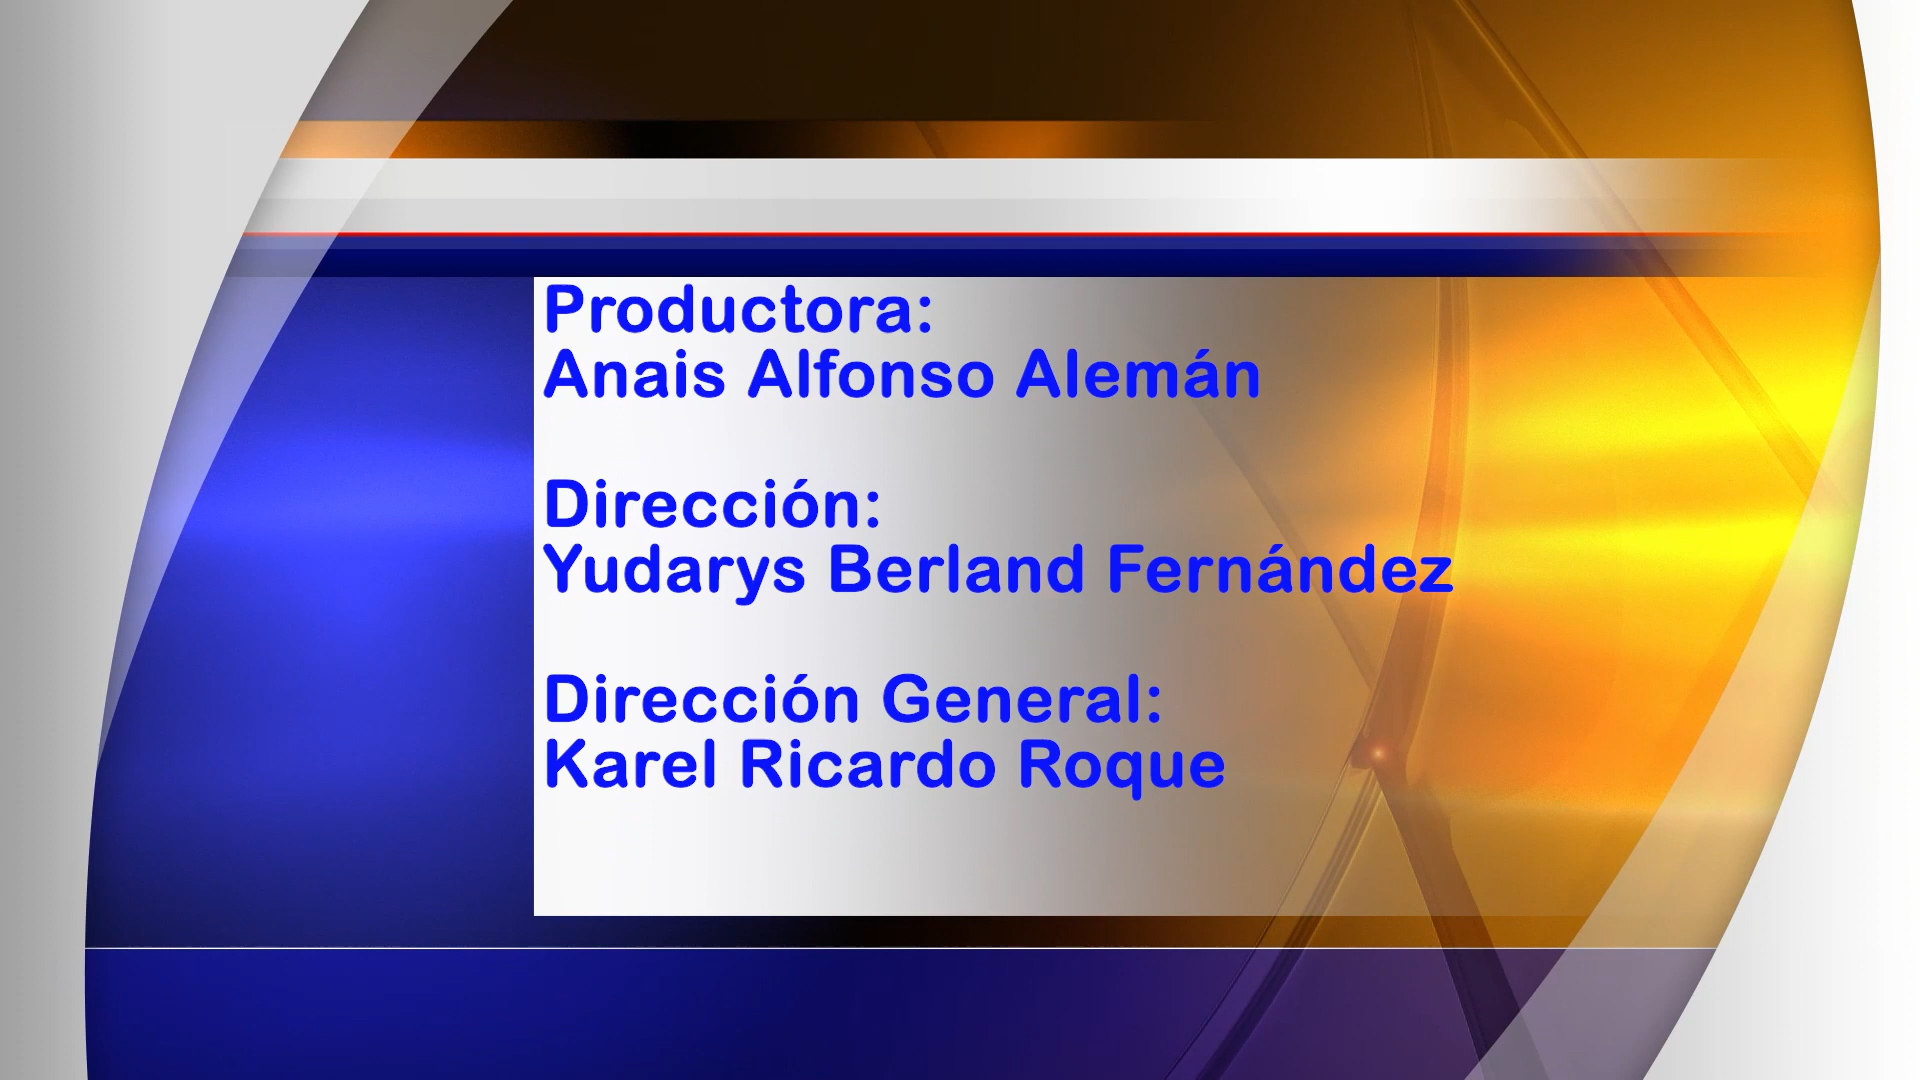 Productora:
Anais Alfonso Alemán
Dirección:
Yudarys Berland Fernández
Dirección General:
Karel Ricardo Roque